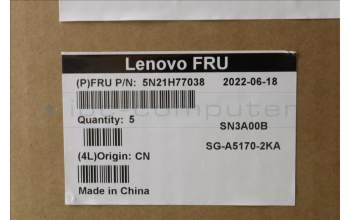 Lenovo FRU
(P)FRU P/N: 5N21H77038 2022-06-18
Quantity: 5
SN3A00B
SG-A5170-2KA
(4L)Origin: CN
Made in China